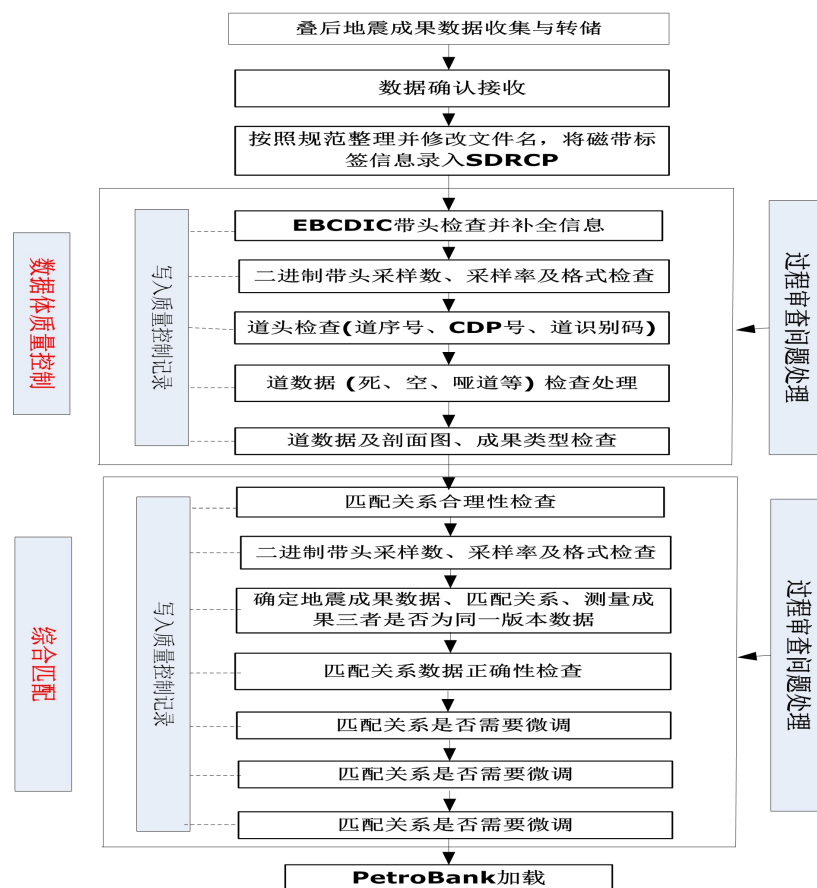 叠后地震成果数据收集与转储
数据确认接收
按照规范整理并修改文件名，将磁带标
签信息录入SDRCP
数据体质量控制
写入质量控制记录
EBCDIC带头检查并补全信息
二进制带头采样数、采样率及格式检查
道头检查(道序号、CDP号、道识别码)
道数据 (死、空、哑道等) 检查处理
道数据及剖面图、成果类型检查
过程审查问题处理
综合匹配
写入质量控制记录
匹配关系合理性检查
二进制带头采样数、采样率及格式检查
确定地震成果数据、匹配关系、测量成
果三者是否为同一版本数据
匹配关系数据正确性检查
匹配关系是否需要微调
匹配关系是否需要微调
匹配关系是否需要微调
过程审查问题处理
PetroBank加载